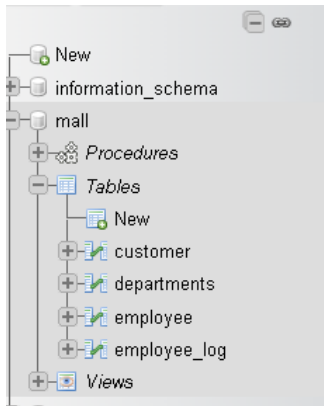 New
information_schema
mall
Procedures
Tables
New
customer
departments
employee
employee_log
Views